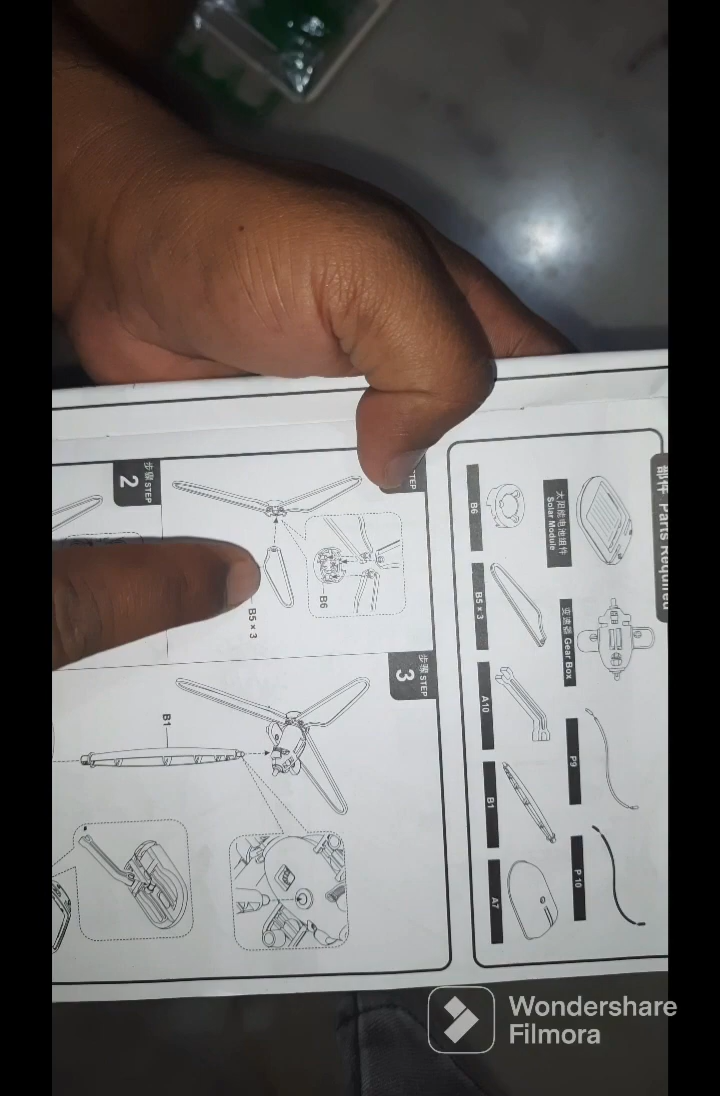 部件 Parts Required
太阳能电池组件
Solar Module
变速器 Gear Box
P9
P 10
B6
B5 × 3
A10
B1
A7
TEP
B6
B5 × 3
步骤 STEP
2
步骤 STEP
3
B1
Wondershare
Filmora